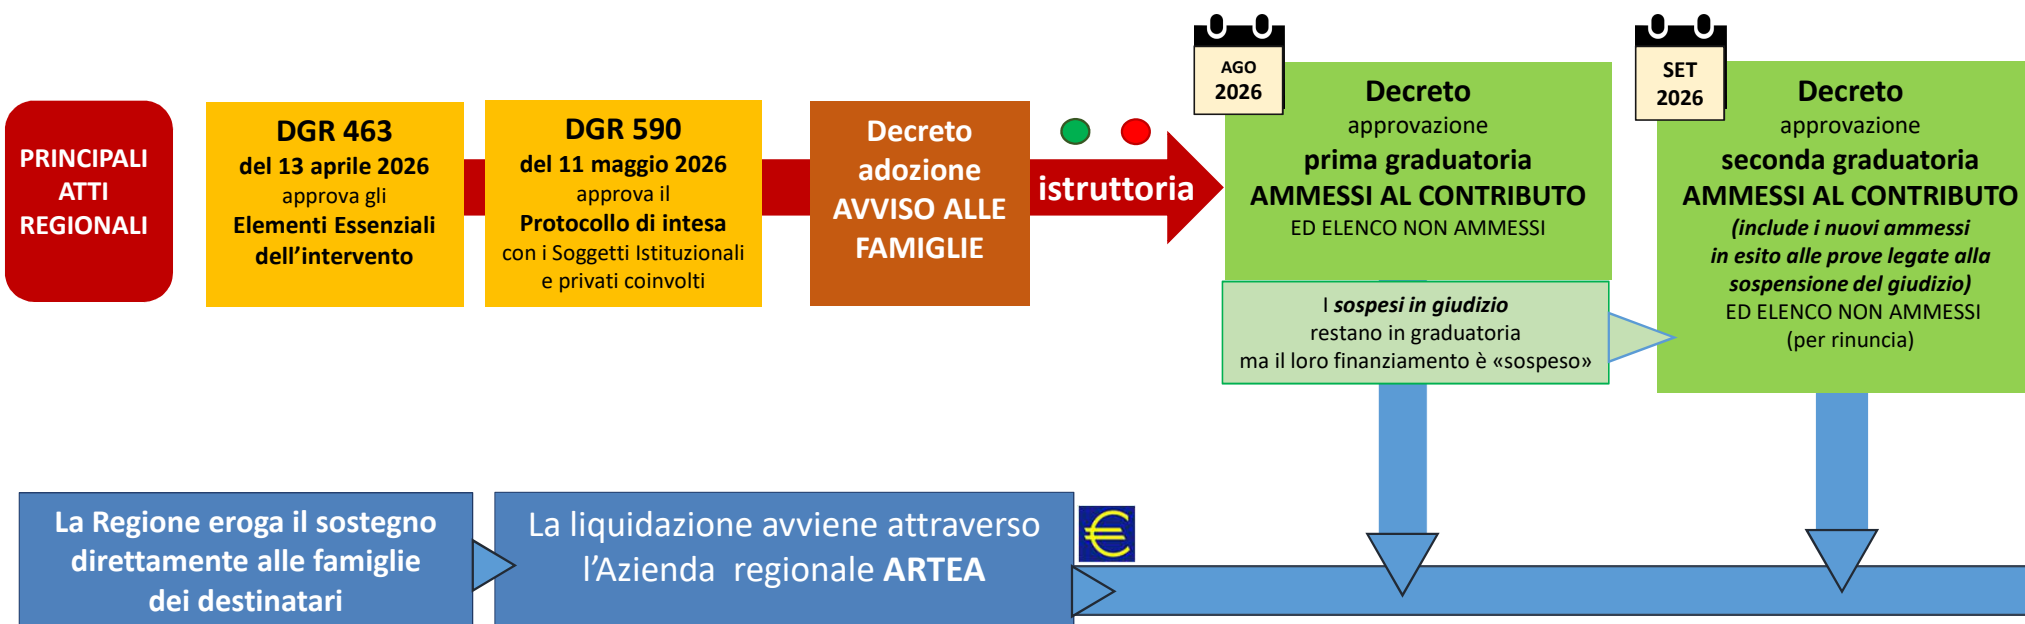 PRINCIPALI
ATTI
REGIONALI
DGR 463
del 13 aprile 2026
approva gli
Elementi Essenziali
dell’intervento
DGR 590
del 11 maggio 2026
approva il
Protocollo di intesa
con i Soggetti Istituzionali
e privati coinvolti
Decreto
adozione
AVVISO ALLE
FAMIGLIE
istruttoria
AGO
2026
Decreto
approvazione
prima graduatoria
AMMESSI AL CONTRIBUTO
ED ELENCO NON AMMESSI
I sospesi in giudizio
restano in graduatoria
ma il loro finanziamento è «sospeso»
SET
2026
Decreto
approvazione
seconda graduatoria
AMMESSI AL CONTRIBUTO
(include i nuovi ammessi
in esito alle prove legate alla
sospensione del giudizio)
ED ELENCO NON AMMESSI
(per rinuncia)
La Regione eroga il sostegno
direttamente alle famiglie
dei destinatari
La liquidazione avviene attraverso
l’Azienda regionale ARTEA
€